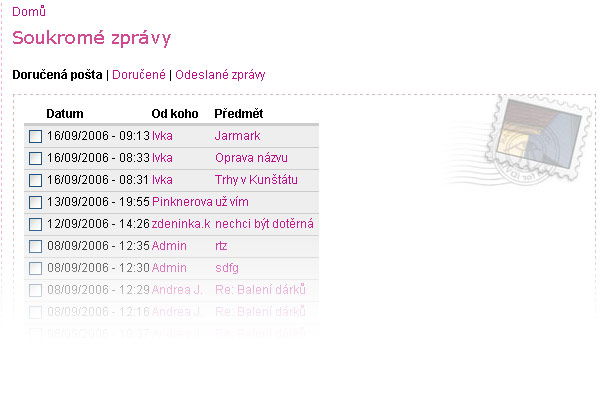 Domů
Soukromé zprávy
Doručená pošta | Doručené | Odeslané zprávy
Datum Od koho Předmět
16/09/2006 - 09:13 Ivka Jarmark
16/09/2006 - 08:33 Ivka Oprava názvu
16/09/2006 - 08:31 Ivka Trhy v Kunštátu
13/09/2006 - 19:55 Pinknerova už vím
12/09/2006 - 14:26 zdeninka.k nechci být dotěrná
08/09/2006 - 12:35 Admin rtz
08/09/2006 - 12:30 Admin sdfg
08/09/2006 - 12:29 Andrea J. Re: Balení dárků
08/09/2006 - 12:16 Andrea J. Re: Balení dárků